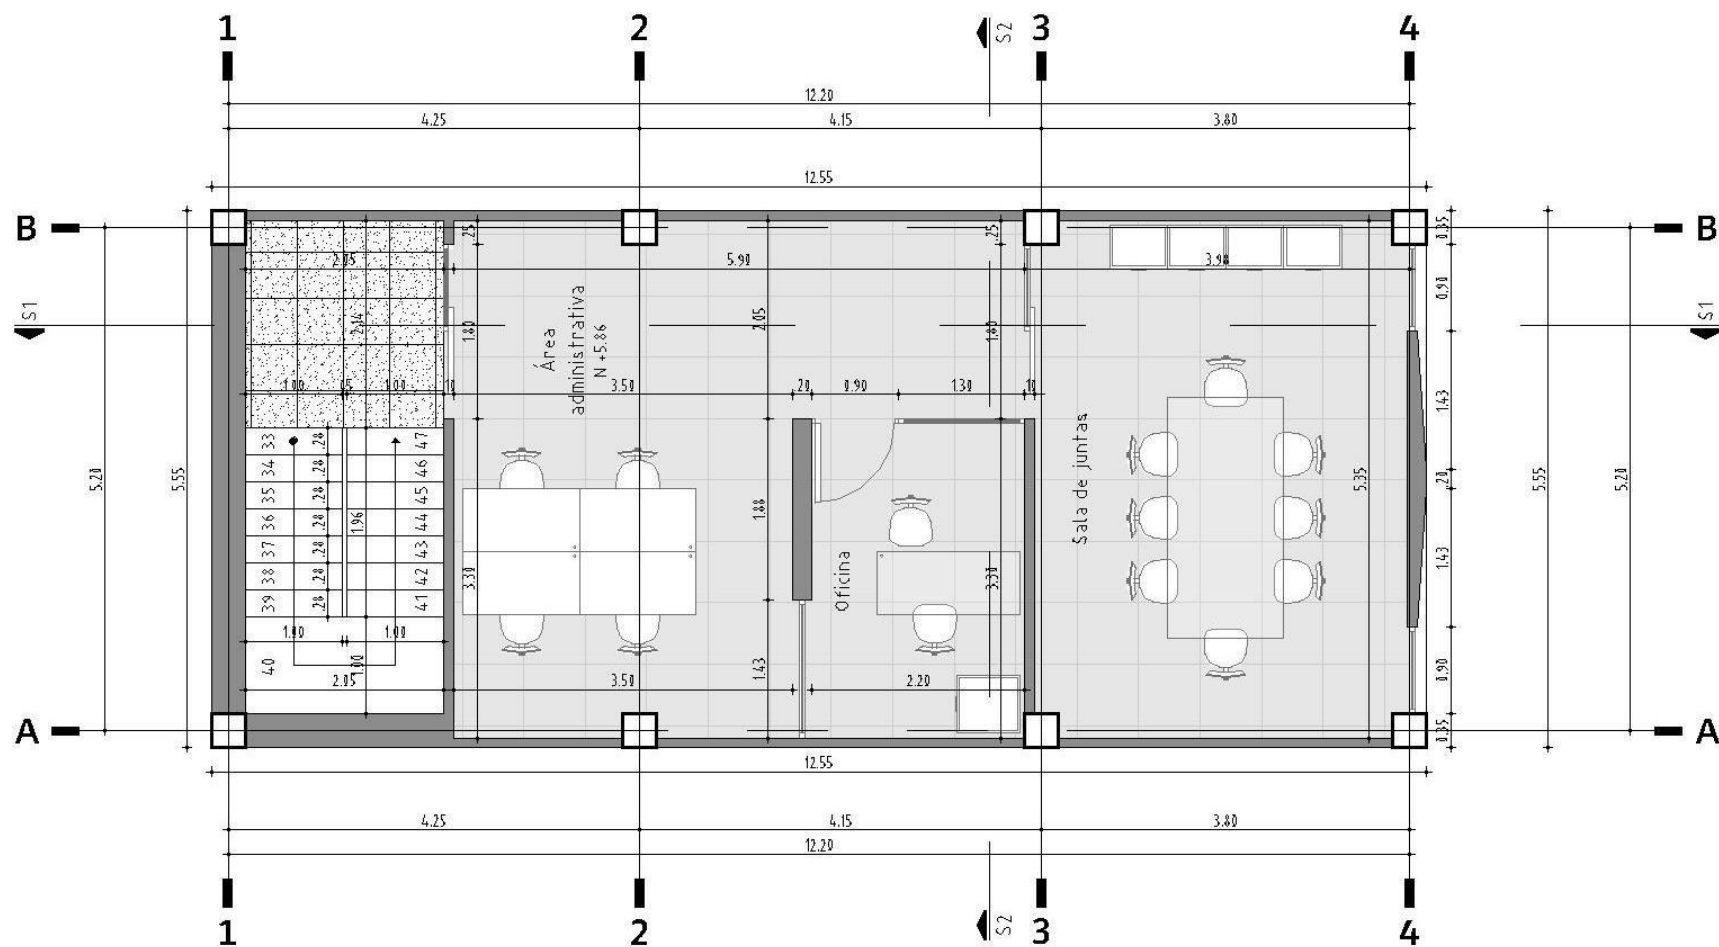 1 2 3 4
S2
12.20
4.25 4.15 3.80
12.55
B B
S1 S1
0.35
.25 .25
2.05 5.90 3.98
0.90
2.14 1.80 2.05 1.80
Área
administrativa
N +5.86
1.00 .05 1.00 .10 3.50 .20 0.90 1.30 .10
1.43
33 .28 47
34 .28 46
35 .28 45
36 .28 44
37 .28 43
38 .28 42
39 .28 41
40
1.96
5.20 5.55
3.30 1.88 3.30
Oficina
Sala de juntas
5.35
.20
1.43
5.55 5.20
1.00 1.00
1.00
1.43
0.90
2.05 3.50 2.20
A A
0.35
12.55
4.25 4.15 3.80
12.20
S2
1 2 3 4